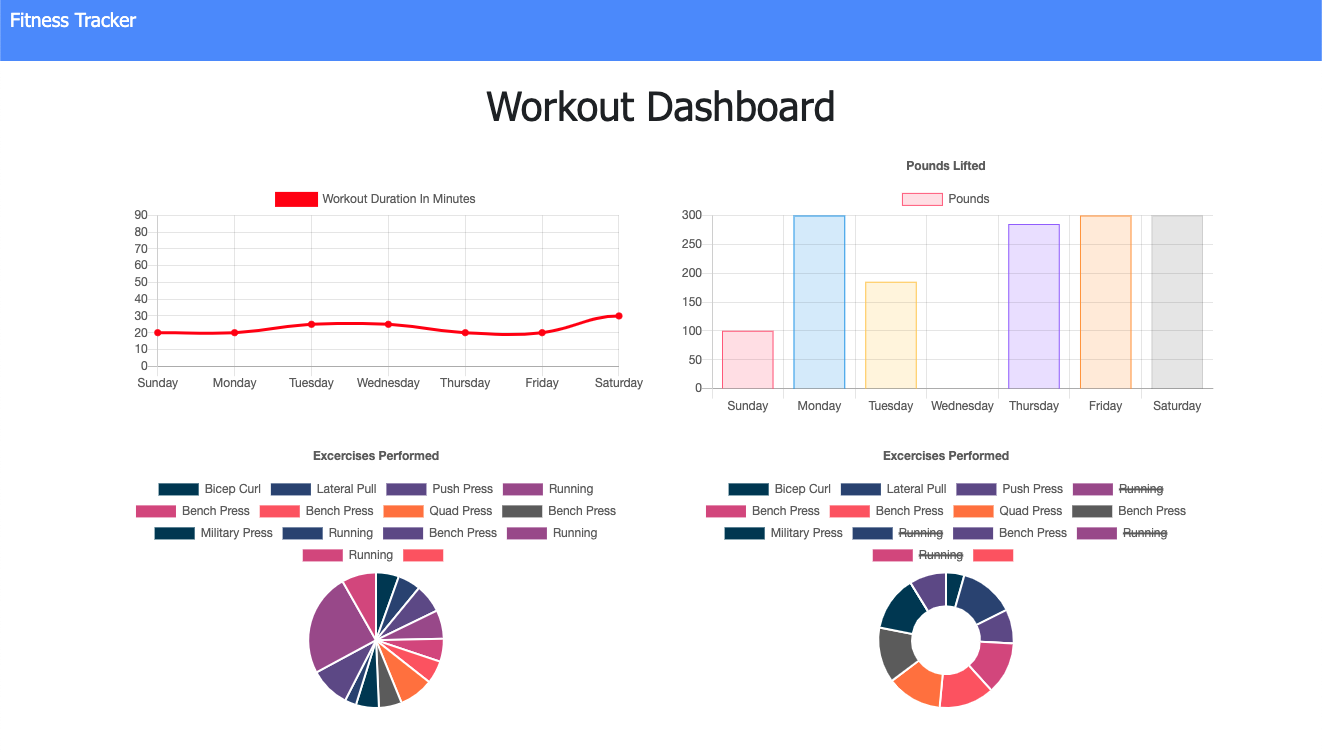 Fitness Tracker
Workout Dashboard
Workout Duration In Minutes
90
80
70
60
50
40
30
20
10
0
Sunday Monday Tuesday Wednesday Thursday Friday Saturday
Pounds Lifted
Pounds
300
250
200
150
100
50
0
Sunday Monday Tuesday Wednesday Thursday Friday Saturday
Excercises Performed
Bicep Curl Lateral Pull Push Press Running
Bench Press Bench Press Quad Press Bench Press
Military Press Running Bench Press Running
Running
Excercises Performed
Bicep Curl Lateral Pull Push Press Running
Bench Press Bench Press Quad Press Bench Press
Military Press Running Bench Press Running
Running